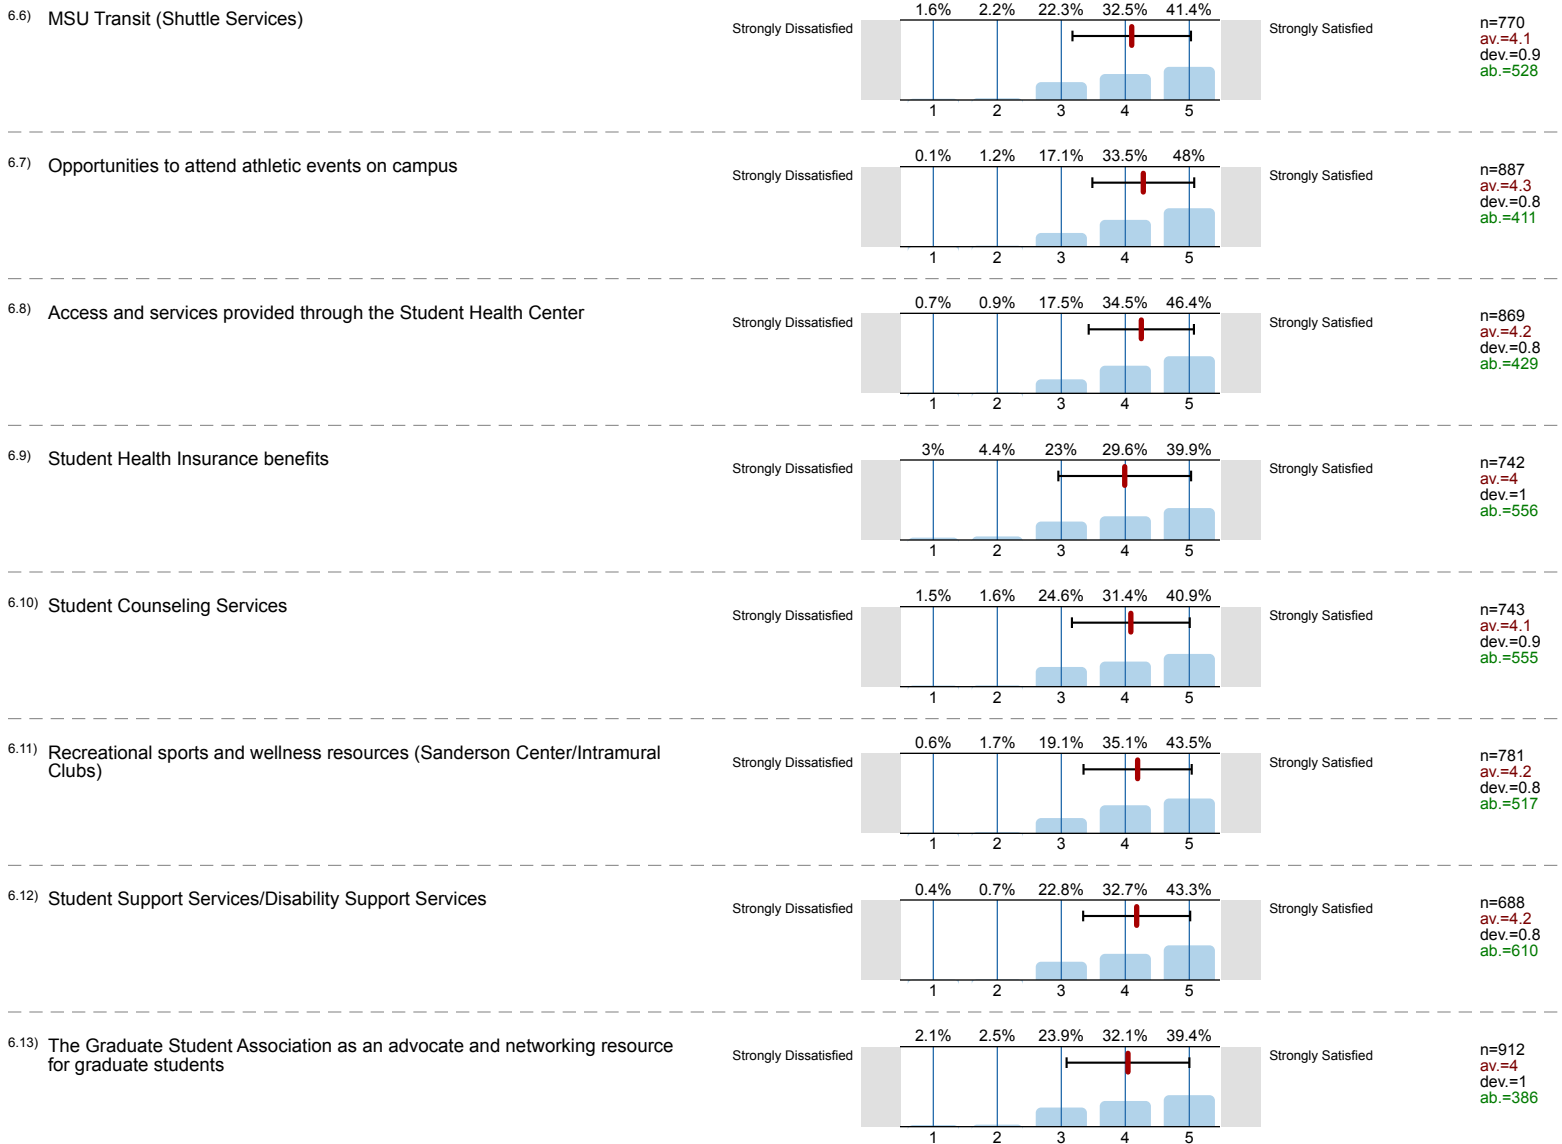 6.6) MSU Transit (Shuttle Services)
1.6% 2.2% 22.3% 32.5% 41.4%
Strongly Dissatisfied
Strongly Satisfied
n=770
av.=4.1
dev.=0.9
ab.=528
1 2 3 4 5
6.7) Opportunities to attend athletic events on campus
0.1% 1.2% 17.1% 33.5% 48%
Strongly Dissatisfied
Strongly Satisfied
n=887
av.=4.3
dev.=0.8
ab.=411
1 2 3 4 5
6.8) Access and services provided through the Student Health Center
0.7% 0.9% 17.5% 34.5% 46.4%
Strongly Dissatisfied
Strongly Satisfied
n=869
av.=4.2
dev.=0.8
ab.=429
1 2 3 4 5
6.9) Student Health Insurance benefits
3% 4.4% 23% 29.6% 39.9%
Strongly Dissatisfied
Strongly Satisfied
n=742
av.=4
dev.=1
ab.=556
1 2 3 4 5
6.10) Student Counseling Services
1.5% 1.6% 24.6% 31.4% 40.9%
Strongly Dissatisfied
Strongly Satisfied
n=743
av.=4.1
dev.=0.9
ab.=555
1 2 3 4 5
6.11) Recreational sports and wellness resources (Sanderson Center/Intramural
Clubs)
0.6% 1.7% 19.1% 35.1% 43.5%
Strongly Dissatisfied
Strongly Satisfied
n=781
av.=4.2
dev.=0.8
ab.=517
1 2 3 4 5
6.12) Student Support Services/Disability Support Services
0.4% 0.7% 22.8% 32.7% 43.3%
Strongly Dissatisfied
Strongly Satisfied
n=688
av.=4.2
dev.=0.8
ab.=610
1 2 3 4 5
6.13) The Graduate Student Association as an advocate and networking resource
for graduate students
2.1% 2.5% 23.9% 32.1% 39.4%
Strongly Dissatisfied
Strongly Satisfied
n=912
av.=4
dev.=1
ab.=386
1 2 3 4 5